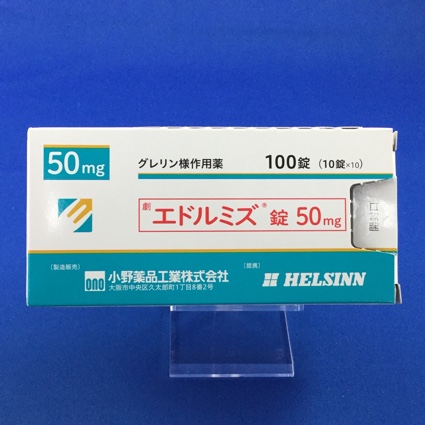 50mg
グレリン様作用薬 100錠 (10錠×10)
劇 エドルミズ® 錠 50mg
(製造販売) (提携)
ono 小野薬品工業株式会社 HELSINN
大阪市中央区久太郎町1丁目8番2号